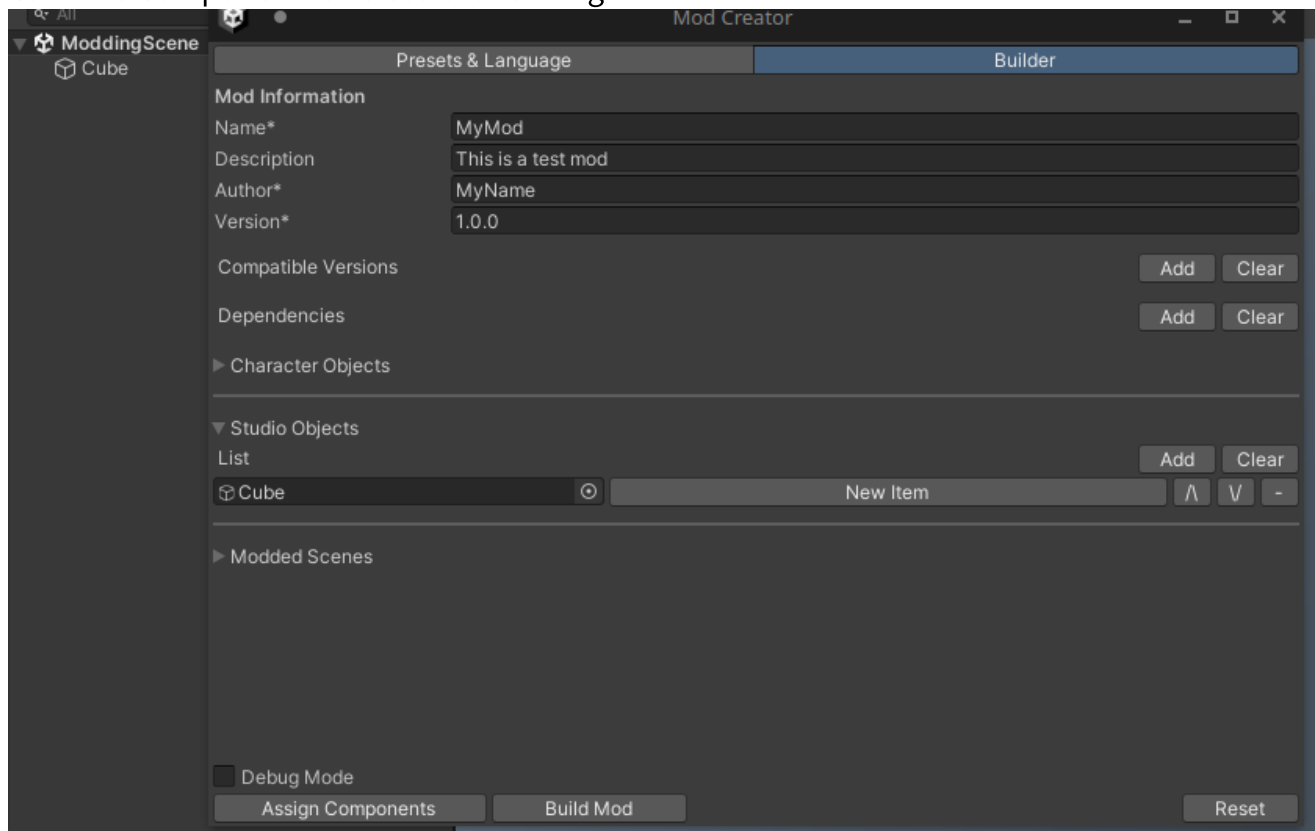 All
Mod Creator
ModdingScene
Cube
Presets & Language
Builder
Mod Information
Name*
MyMod
Description
This is a test mod
Author*
MyName
Version*
1.0.0
Compatible Versions
Add
Clear
Dependencies
Add
Clear
Character Objects
Studio Objects
List
Add
Clear
Cube
New Item
/\
\/
-
Modded Scenes
Debug Mode
Assign Components
Build Mod
Reset